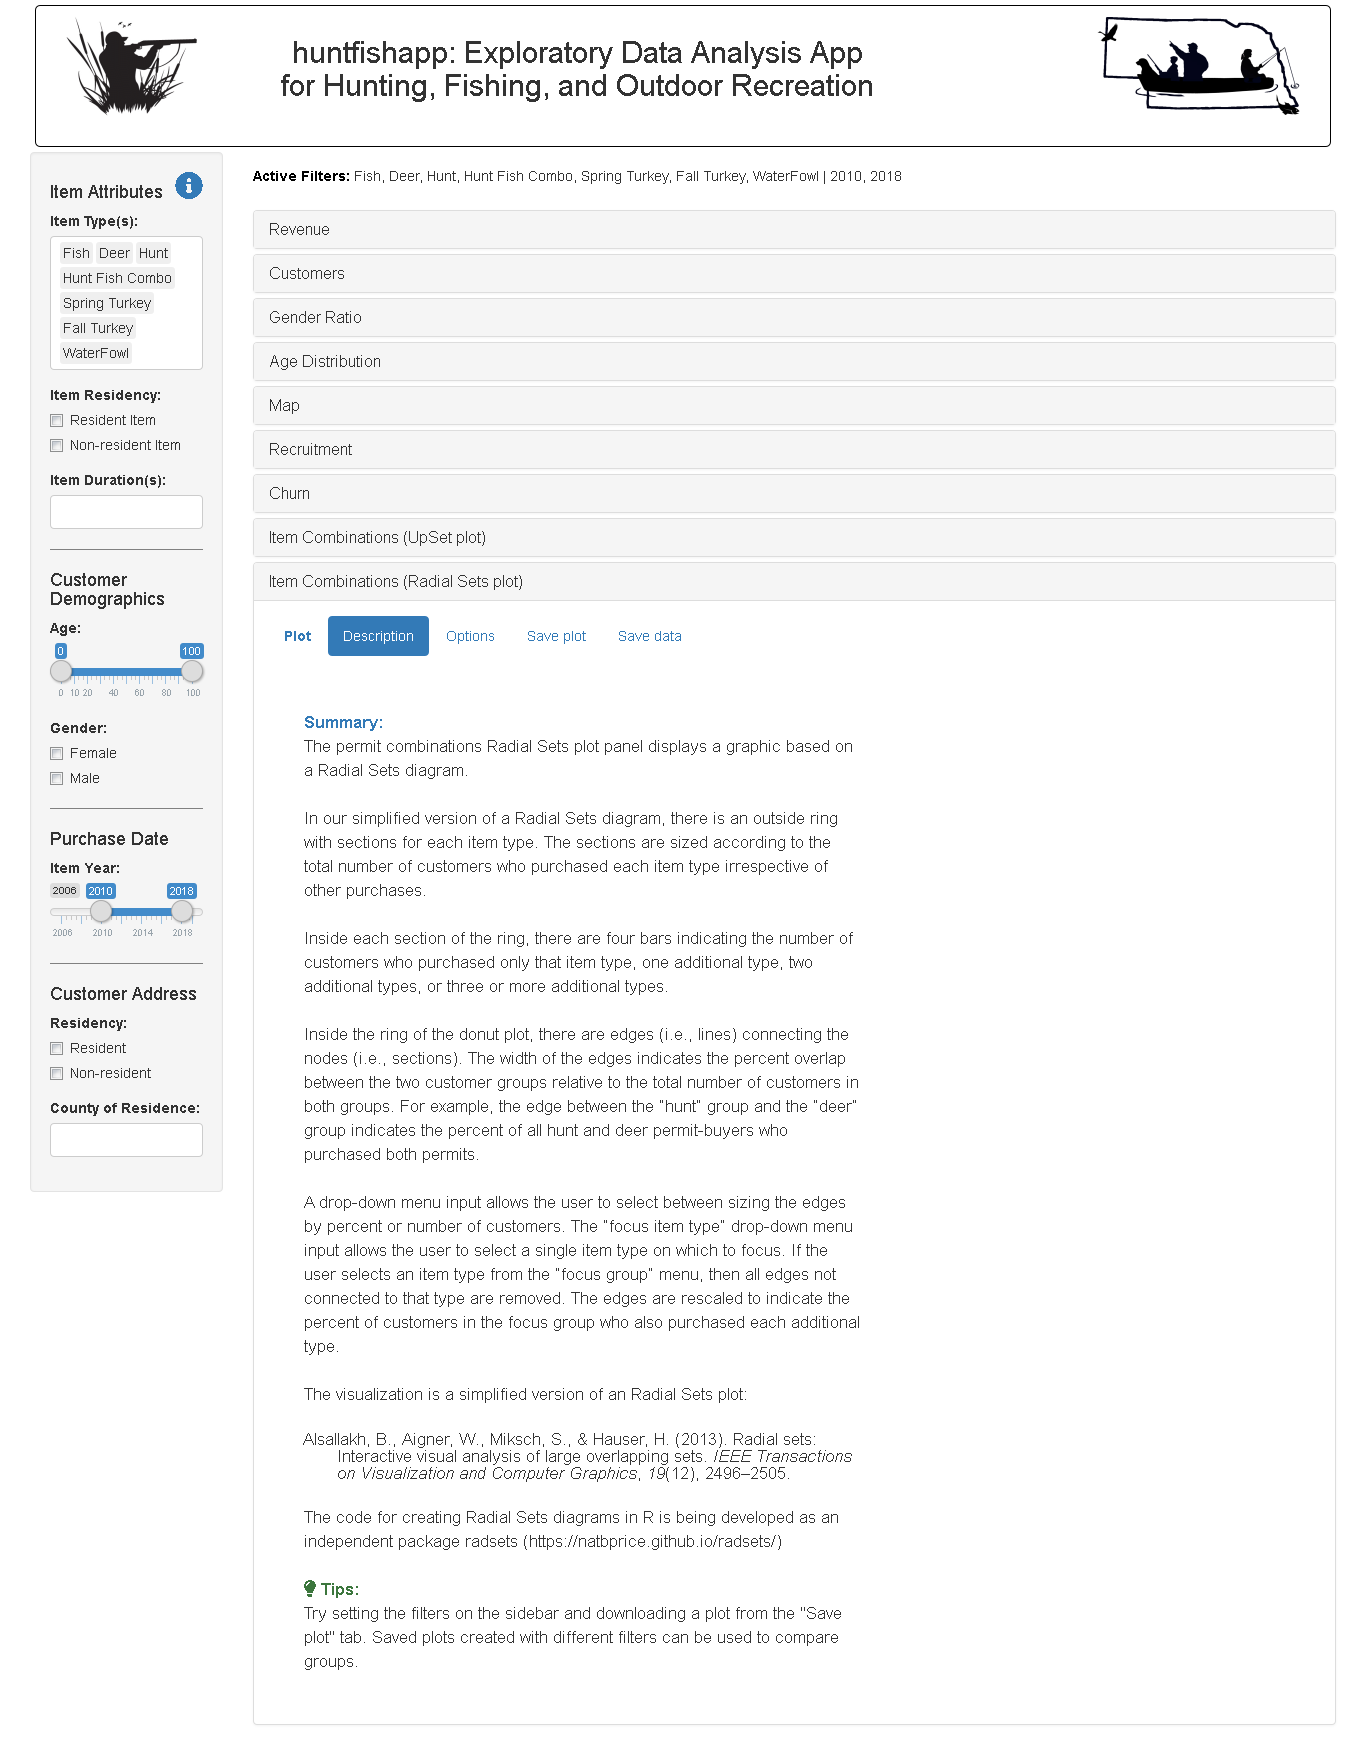 huntfishapp: Exploratory Data Analysis App
for Hunting, Fishing, and Outdoor Recreation
Item Attributes
Item Type(s):
Fish Deer Hunt
Hunt Fish Combo
Spring Turkey
Fall Turkey
WaterFowl
Item Residency:
Resident Item
Non-resident Item
Item Duration(s):
Customer
Demographics
Age:
0 100
0 10 20 40 60 80 100
Gender:
Female
Male
Purchase Date
Item Year:
2006 2010 2018
2006 2010 2014 2018
Customer Address
Residency:
Resident
Non-resident
County of Residence:
Active Filters: Fish, Deer, Hunt, Hunt Fish Combo, Spring Turkey, Fall Turkey, WaterFowl | 2010, 2018
Revenue
Customers
Gender Ratio
Age Distribution
Map
Recruitment
Churn
Item Combinations (UpSet plot)
Item Combinations (Radial Sets plot)
Plot Description Options Save plot Save data
Summary:
The permit combinations Radial Sets plot panel displays a graphic based on
a Radial Sets diagram.
In our simplified version of a Radial Sets diagram, there is an outside ring
with sections for each item type. The sections are sized according to the
total number of customers who purchased each item type irrespective of
other purchases.
Inside each section of the ring, there are four bars indicating the number of
customers who purchased only that item type, one additional type, two
additional types, or three or more additional types.
Inside the ring of the donut plot, there are edges (i.e., lines) connecting the
nodes (i.e., sections). The width of the edges indicates the percent overlap
between the two customer groups relative to the total number of customers in
both groups. For example, the edge between the “hunt” group and the “deer”
group indicates the percent of all hunt and deer permit-buyers who
purchased both permits.
A drop-down menu input allows the user to select between sizing the edges
by percent or number of customers. The “focus item type” drop-down menu
input allows the user to select a single item type on which to focus. If the
user selects an item type from the “focus group” menu, then all edges not
connected to that type are removed. The edges are rescaled to indicate the
percent of customers in the focus group who also purchased each additional
type.
The visualization is a simplified version of an Radial Sets plot:
Alsallakh, B., Aigner, W., Miksch, S., & Hauser, H. (2013). Radial sets:
Interactive visual analysis of large overlapping sets. IEEE Transactions
on Visualization and Computer Graphics, 19(12), 2496–2505.
The code for creating Radial Sets diagrams in R is being developed as an
independent package radsets (https://natbprice.github.io/radsets/)
Tips:
Try setting the filters on the sidebar and downloading a plot from the "Save
plot" tab. Saved plots created with different filters can be used to compare
groups.